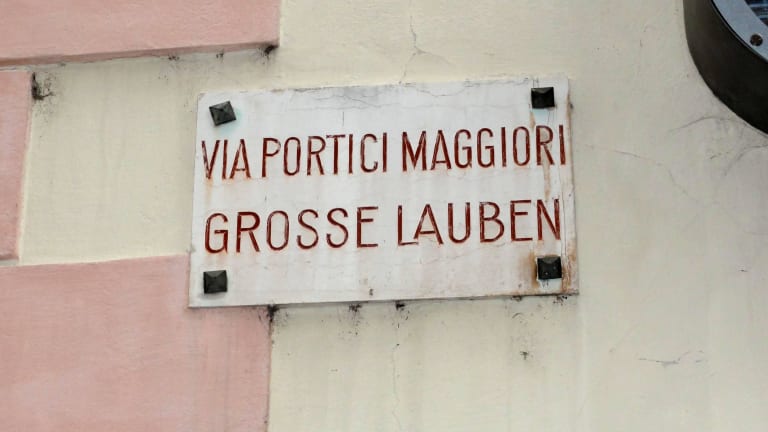 VIA PORTICI MAGGIORI
GROSSE LAUBEN